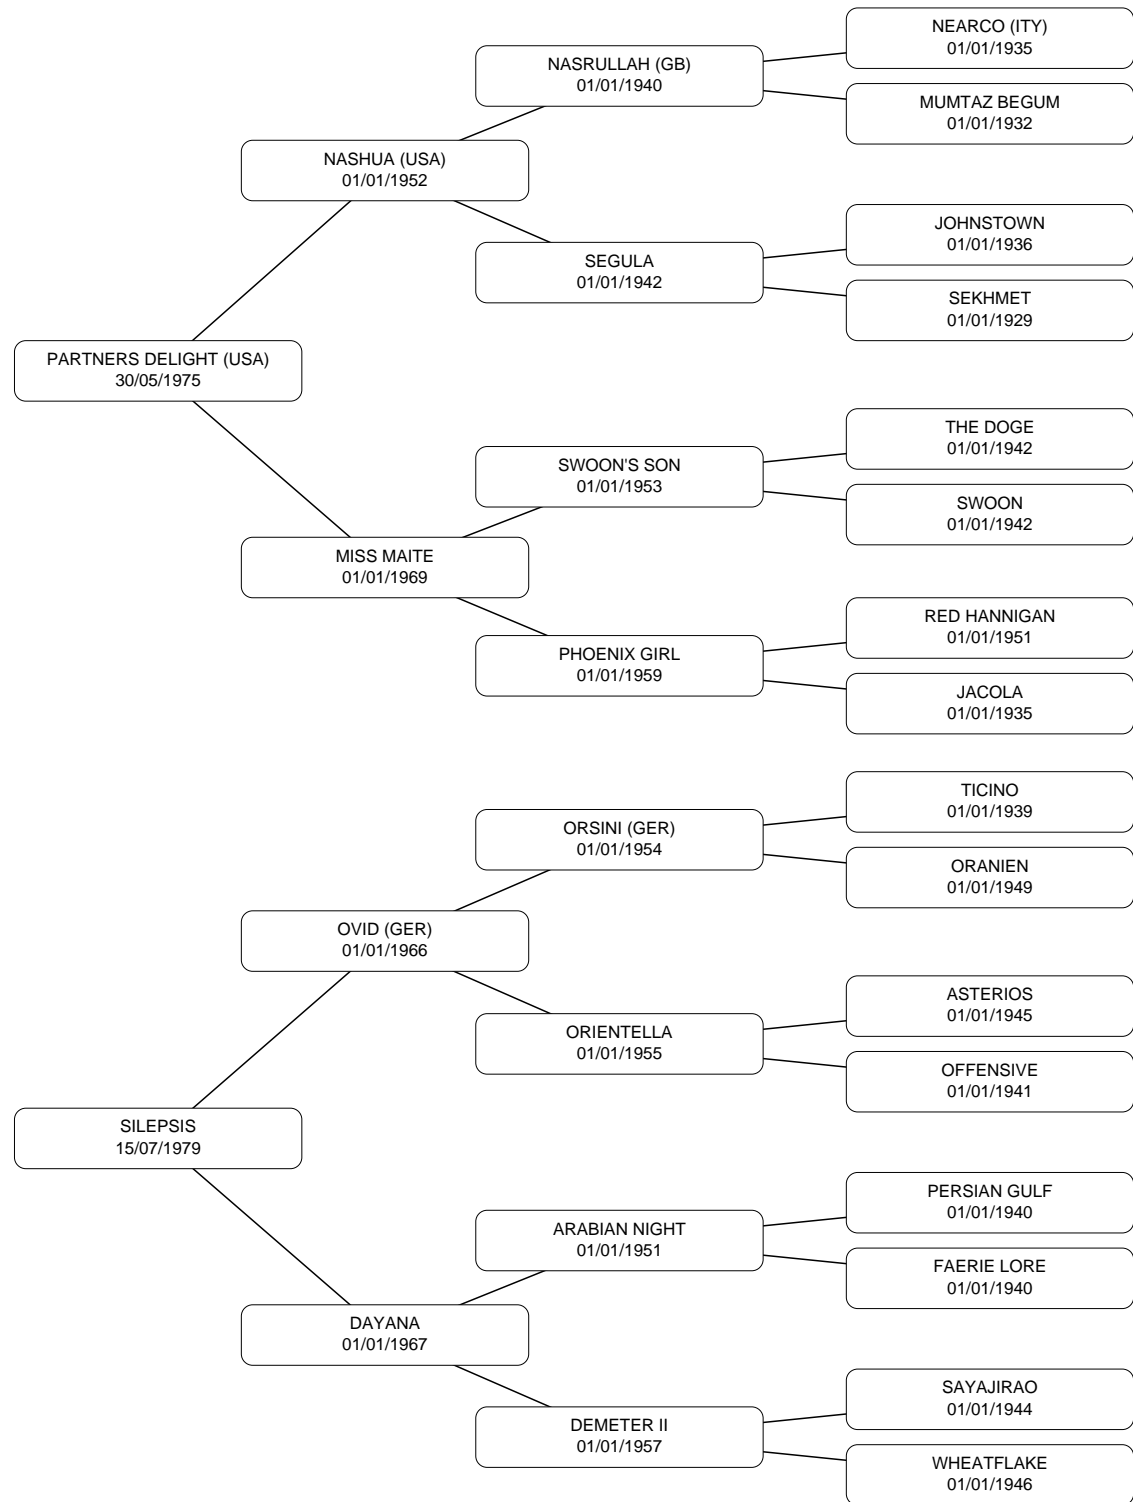 NEARCO (ITY)
01/01/1935
NASRULLAH (GB)
01/01/1940
MUMTAZ BEGUM
01/01/1932
NASHUA (USA)
01/01/1952
JOHNSTOWN
01/01/1936
SEGULA
01/01/1942
SEKHMET
01/01/1929
PARTNERS DELIGHT (USA)
30/05/1975
THE DOGE
01/01/1942
SWOON'S SON
01/01/1953
SWOON
01/01/1942
MISS MAITE
01/01/1969
RED HANNIGAN
01/01/1951
PHOENIX GIRL
01/01/1959
JACOLA
01/01/1935
TICINO
01/01/1939
ORSINI (GER)
01/01/1954
ORANIEN
01/01/1949
OVID (GER)
01/01/1966
ASTERIOS
01/01/1945
ORIENTELLA
01/01/1955
OFFENSIVE
01/01/1941
SILEPSIS
15/07/1979
PERSIAN GULF
01/01/1940
ARABIAN NIGHT
01/01/1951
FAERIE LORE
01/01/1940
DAYANA
01/01/1967
SAYAJIRAO
01/01/1944
DEMETER II
01/01/1957
WHEATFLAKE
01/01/1946